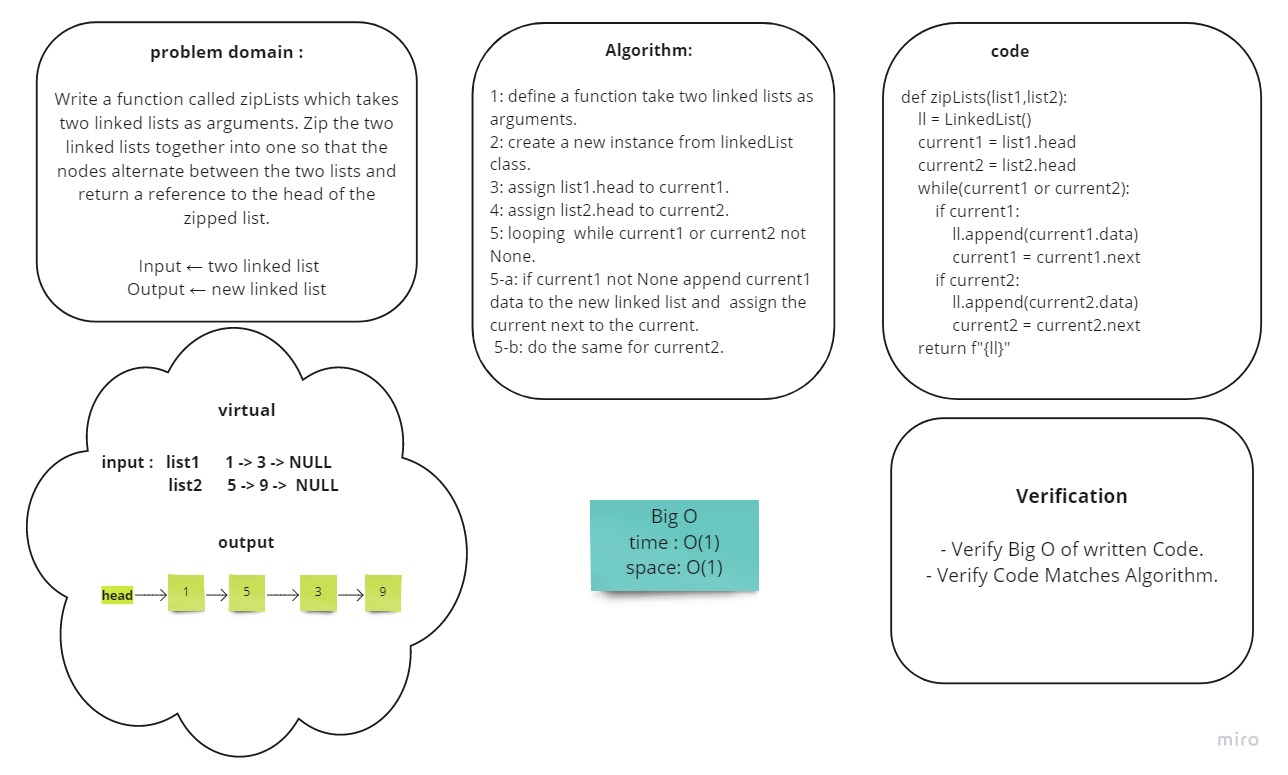 problem domain :
Write a function called zipLists which takes
two linked lists as arguments. Zip the two
linked lists together into one so that the
nodes alternate between the two lists and
return a reference to the head of the
zipped list.
Input ← two linked list
Output ← new linked list
Algorithm:
1: define a function take two linked lists as
arguments.
2: create a new instance from linkedList
class.
3: assign list1.head to current1.
4: assign list2.head to current2.
5: looping  while current1 or current2 not
None.
5-a: if current1 not None append current1
data to the new linked list and  assign the
current next to the current.
5-b: do the same for current2.
code
def zipLists(list1,list2):
    ll = LinkedList()
    current1 = list1.head
    current2 = list2.head
    while(current1 or current2):
        if current1:
            ll.append(current1.data)
            current1 = current1.next
        if current2:
            ll.append(current2.data)
            current2 = current2.next
    return f"{ll}"
virtual
input :   list1      1 -> 3 -> NULL
list2      5 -> 9 ->  NULL
output
head 1 5 3 9
Big O
time : O(1)
space: O(1)
Verification
- Verify Big O of written Code.
- Verify Code Matches Algorithm.
miro